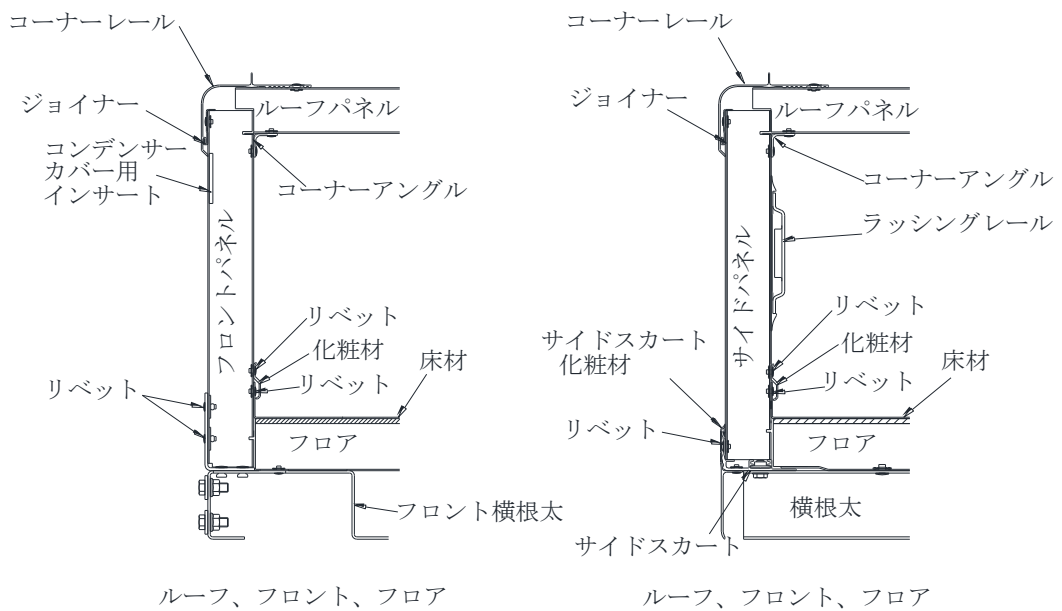 コーナーレール
ジョイナー
ルーフパネル
コンデンサー
カバー用
インサート
コーナーアングル
フロントパネル
リベット
化粧材
リベット
床材
リベット
フロア
フロント横根太
ルーフ、フロント、フロア
コーナーレール
ジョイナー
ルーフパネル
コーナーアングル
ラッシングレール
サイドパネル
リベット
サイドスカート
化粧材
化粧材
リベット
床材
リベット
フロア
横根太
サイドスカート
ルーフ、フロント、フロア